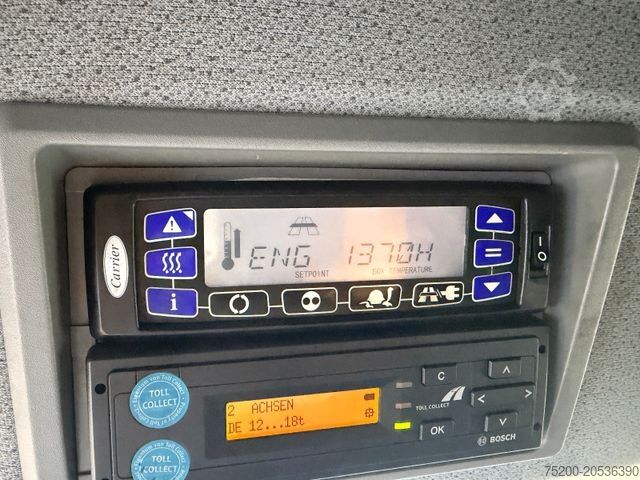 Carrier
ENG 1370H
SETPOINT BOX TEMPERATURE
i
I
O
TOLL
COLLECT
2 ACHSEN
DE 12...18t
TOLL COLLECT
C
OK
BOSCH
TOLL
COLLECT
75200-20536390